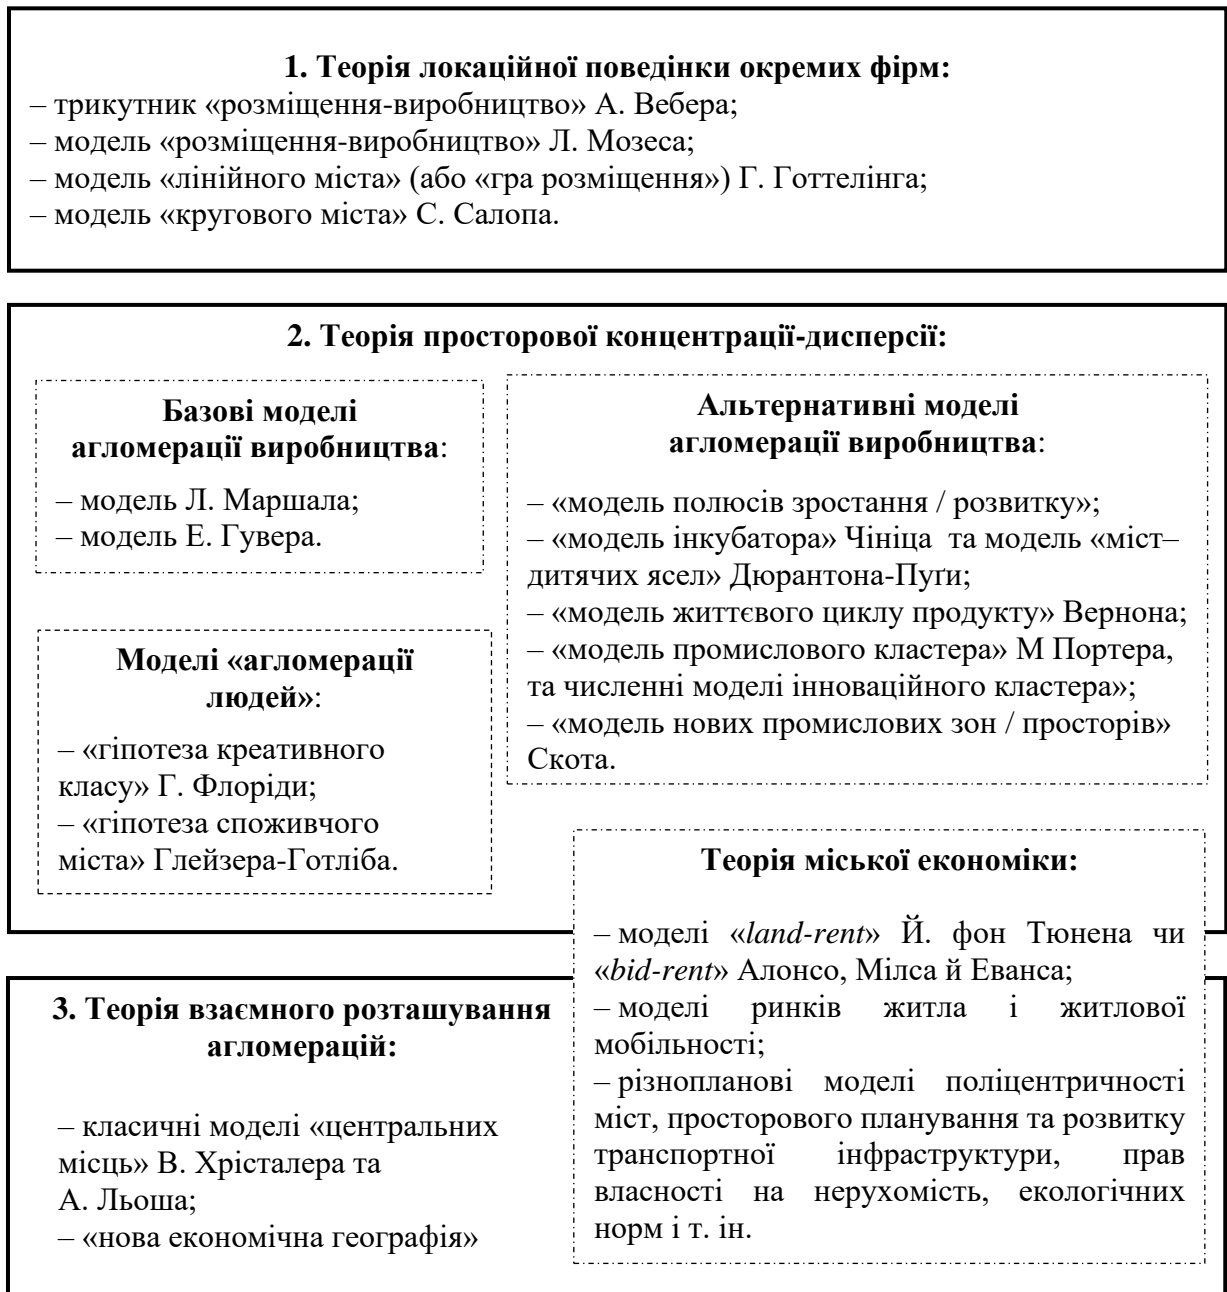 1. Теорія локаційної поведінки окремих фірм:
– трикутник «розміщення-виробництво» А. Вебера;
– модель «розміщення-виробництво» Л. Мозеса;
– модель «лінійного міста» (або «гра розміщення») Г. Готтелінга;
– модель «кругового міста» С. Салопа.
2. Теорія просторової концентрації-дисперсії:
Базові моделі
агломерації виробництва:
– модель Л. Маршала;
– модель Е. Гувера.
Альтернативні моделі
агломерації виробництва:
– «модель полюсів зростання / розвитку»;
– «модель інкубатора» Чініца та модель «міст–
дитячих ясел» Дюрантона-Пуґи;
– «модель життєвого циклу продукту» Вернона;
– «модель промислового кластера» М Портера,
та численні моделі інноваційного кластера»;
– «модель нових промислових зон / просторів»
Скота.
Моделі «агломерації
людей»:
– «гіпотеза креативного
класу» Г. Флоріди;
– «гіпотеза споживчого
міста» Глейзера-Готліба.
Теорія міської економіки:
– моделі «land-rent» Й. фон Тюнена чи
«bid-rent» Алонсо, Мілса й Еванса;
– моделі ринків житла і житлової
мобільності;
– різнопланові моделі поліцентричності
міст, просторового планування та розвитку
транспортної інфраструктури, прав
власності на нерухомість, екологічних
норм і т. ін.
3. Теорія взаємного розташування
агломерацій:
– класичні моделі «центральних
місць» В. Хрісталера та
А. Льоша;
– «нова економічна географія»